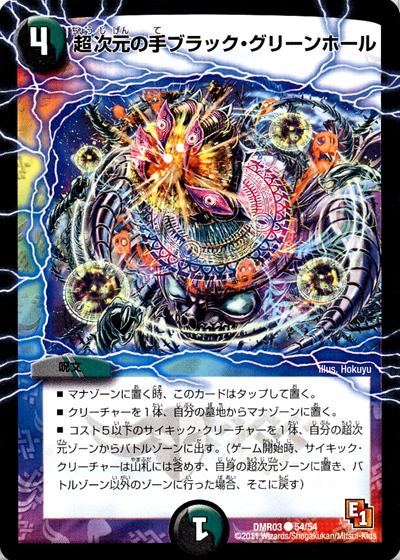 4
ちょうじげん て
超次元の手ブラック・グリーンホール
illus. Hokuyu
呪文
■ マナゾーンに置く時、このカードはタップして置く。
■ クリーチャーを1体、自分の墓地からマナゾーンに置く。
■ コスト5以下のサイキック・クリーチャーを1体、自分の超次
元ゾーンからバトルゾーンに出す。(ゲーム開始時、サイキック・
クリーチャーは山札には含めず、自身の超次元ゾーンに置き、バ
トルゾーン以外のゾーンに行った場合、そこに戻す)
1
E1
DMR03 54/54
©2011 Wizards/Shogakukan/Mitsui-Kids